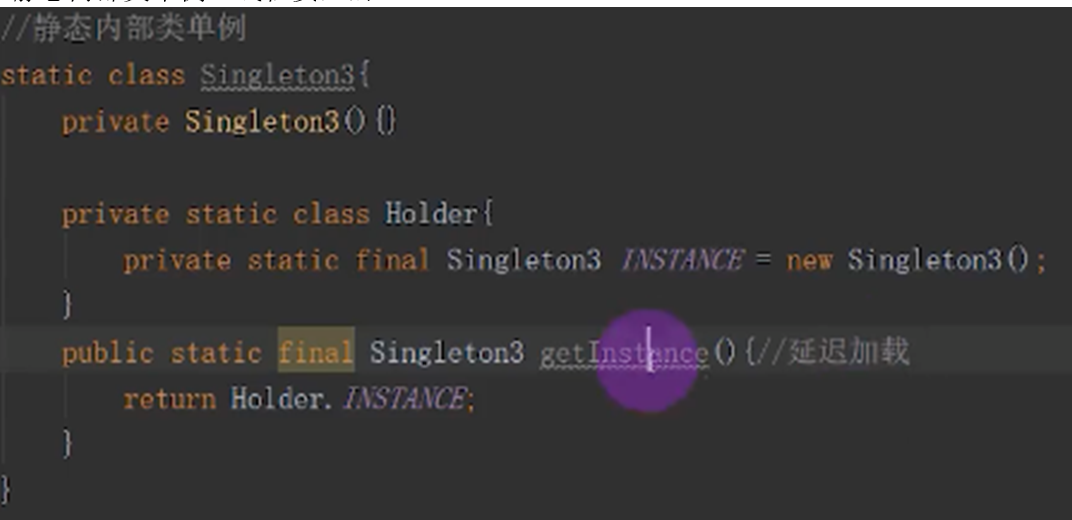 //静态内部类单例
static class Singleton3{
private Singleton3(){}
private static class Holder{
private static final Singleton3 INSTANCE = new Singleton3();
}
public static final Singleton3 getInstance(){//延迟加载
return Holder.INSTANCE;
}
}